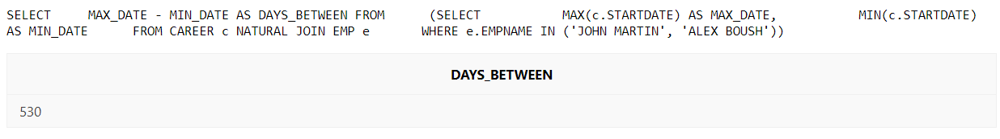 SELECT     MAX_DATE - MIN_DATE AS DAYS_BETWEEN FROM      (SELECT           MAX(c.STARTDATE) AS MAX_DATE,           MIN(c.STARTDATE)
AS MIN_DATE      FROM CAREER c NATURAL JOIN EMP e       WHERE e.EMPNAME IN ('JOHN MARTIN', 'ALEX BOUSH'))
DAYS_BETWEEN
530